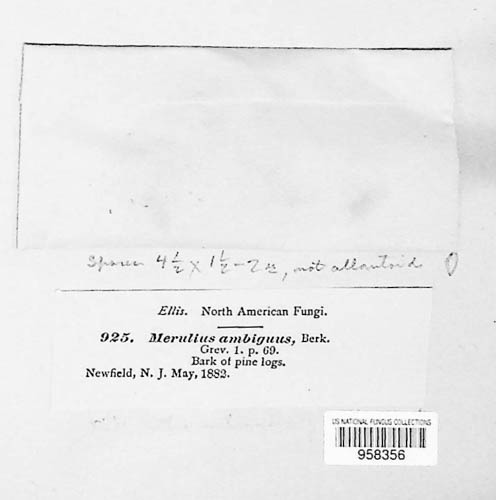 Spores 4½ x 1½-2 µ, not allantoid
Ellis. North American Fungi.
925. Merulius ambiguus, Berk.
Grev. 1. p. 69.
Bark of pine logs.
Newfield, N. J. May, 1882.
US NATIONAL FUNGUS COLLECTIONS
958356